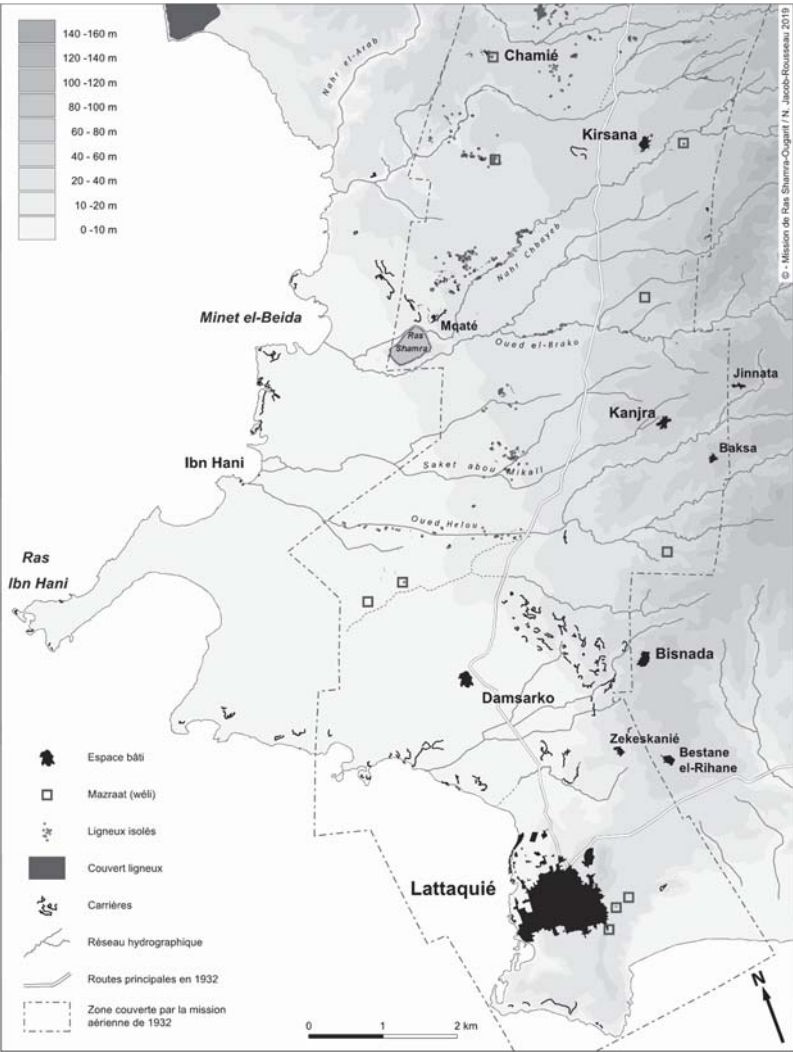 140 -160 m
120 -140 m
100 -120 m
80 -100 m
60 - 80 m
40 - 60 m
20 - 40 m
10 -20 m
0 -10 m
Nahr el-Arab
Chamié
Kirsana
© - Mission de Ras Shamra-Ougarit / N. Jacob-Rousseau 2019
Nahr Chbayeb
Minet el-Beida
Mqaté
Ras
Shamra
Oued el-Brako
Jinnata
Kanjra
Baksa
Ibn Hani
Saket abou Mikall
Oued Helou
Ras
Ibn Hani
Bisnada
Damsarko
Zekeskanié
Bestane
el-Rihane
Lattaquié
Espace bâti
Mazraat (wéli)
Ligneux isolés
Couvert ligneux
Carrières
Réseau hydrographique
Routes principales en 1932
Zone couverte par la mission
aérienne de 1932
0 1 2 km
N